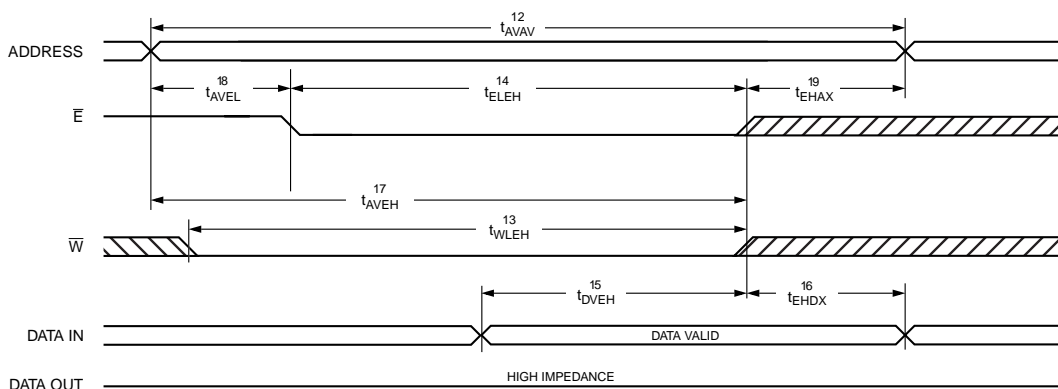 12
tAVAV
ADDRESS
18
tAVEL
14
tELEH
19
tEHAX
E̅
17
tAVEH
13
tWLEH
W̅
15
tDVEH
16
tEHDX
DATA IN
DATA VALID
HIGH IMPEDANCE
DATA OUT